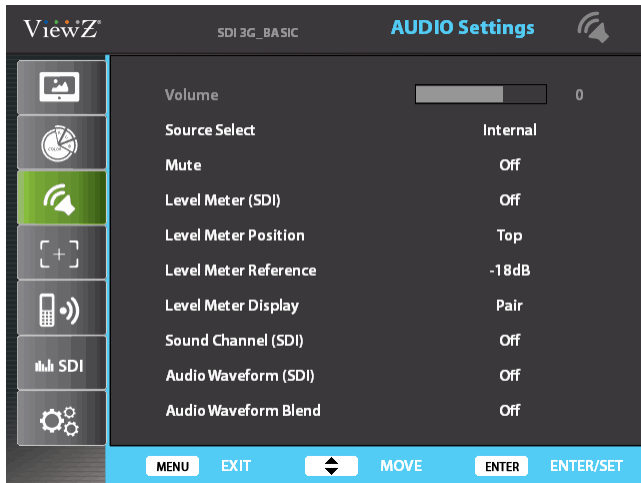 ViewZ SDI 3G_BASIC AUDIO Settings
Volume 0
COLOR
Source Select Internal
Mute Off
Level Meter (SDI) Off
Level Meter Position Top
Level Meter Reference -18dB
Level Meter Display Pair
Sound Channel (SDI) Off
SDI
Audio Waveform (SDI) Off
Audio Waveform Blend Off
MENU EXIT MOVE ENTER ENTER/SET